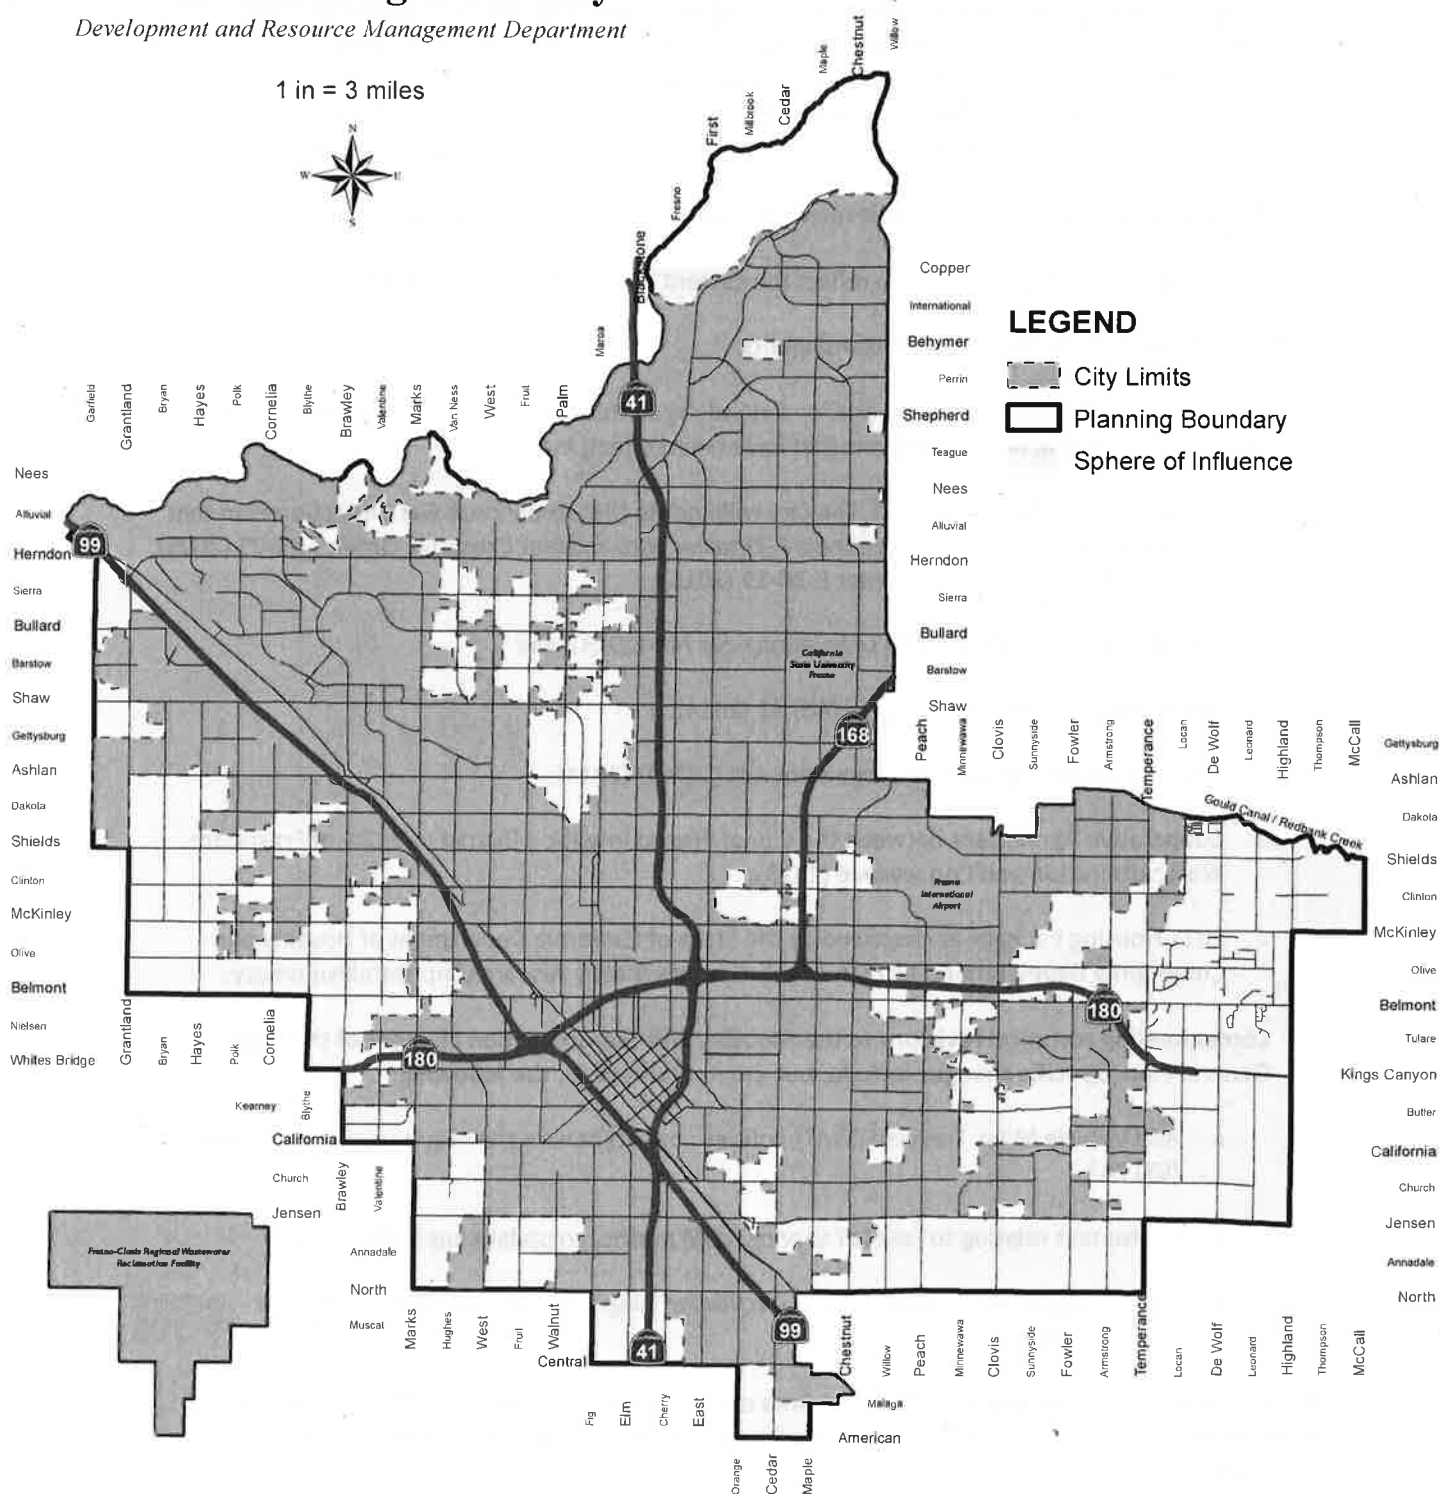 Development and Resource Management Department
1 in = 3 miles
N
W
E
S
Blackstone
Fresno
First
Millbrook
Cedar
Maple
Chestnut
Willow
Copper
International
Behymer
Perrin
Shepherd
Teague
Nees
Alluvial
Herndon
Sierra
Bullard
Barstow
Shaw
LEGEND
City Limits
Planning Boundary
Sphere of Influence
Garfield
Grantland
Bryan
Hayes
Polk
Cornelia
Blythe
Brawley
Valentine
Marks
Van Ness
West
Fruit
Palm
Maroa
41
Nees
Alluvial
Herndon
99
Sierra
Bullard
Barstow
Shaw
Gettysburg
Ashlan
Dakota
Shields
Clinton
McKinley
Olive
Belmont
Nielsen
Whites Bridge
California
State University
Fresno
168
Peach
Minnewawa
Clovis
Sunnyside
Fowler
Armstrong
Temperance
Locan
De Wolf
Leonard
Highland
Thompson
McCall
Gould Canal / Redbank Creek
Gettysburg
Ashlan
Dakota
Shields
Clinton
McKinley
Olive
Belmont
Tulare
Kings Canyon
Butler
California
Church
Jensen
Annadale
North
Fresno
International
Airport
180
180
Grantland
Bryan
Hayes
Polk
Cornelia
Kearney
Blythe
California
Church
Brawley
Valentine
Jensen
Annadale
North
Muscat
Marks
Hughes
West
Fruit
Walnut
Central
41
99
Fig
Elm
Cherry
East
Orange
Cedar
Maple
Chestnut
Willow
Peach
Minnewawa
Clovis
Sunnyside
Fowler
Armstrong
Temperance
Locan
De Wolf
Leonard
Highland
Thompson
McCall
Malaga
American
Fresno-Clovis Regional Wastewater
Reclamation Facility